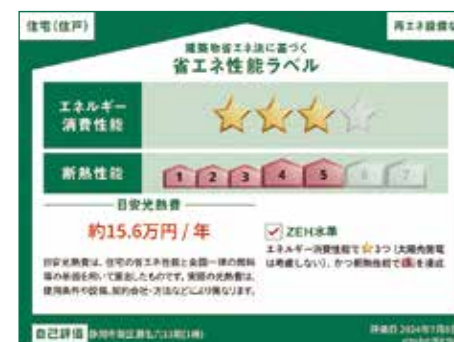 住宅(住戸)
再エネ設備な
建築物省エネ法に基づく
省エネ性能ラベル
エネルギー
消費性能
断熱性能
1 2 3 4 5 6 7
目安光熱費
約15.6万円 / 年
ZEH水準
目安光熱費は、住宅の省エネ性能と全国一律の燃料
等の単価を用いて算出したものです。実際の光熱費は、
使用条件や設備、契約会社・方法などにより異なります。
エネルギー消費性能で★3つ(太陽光発電
は考慮しない)、かつ断熱性能で5を達成
自己評価
評価日 2024年7月